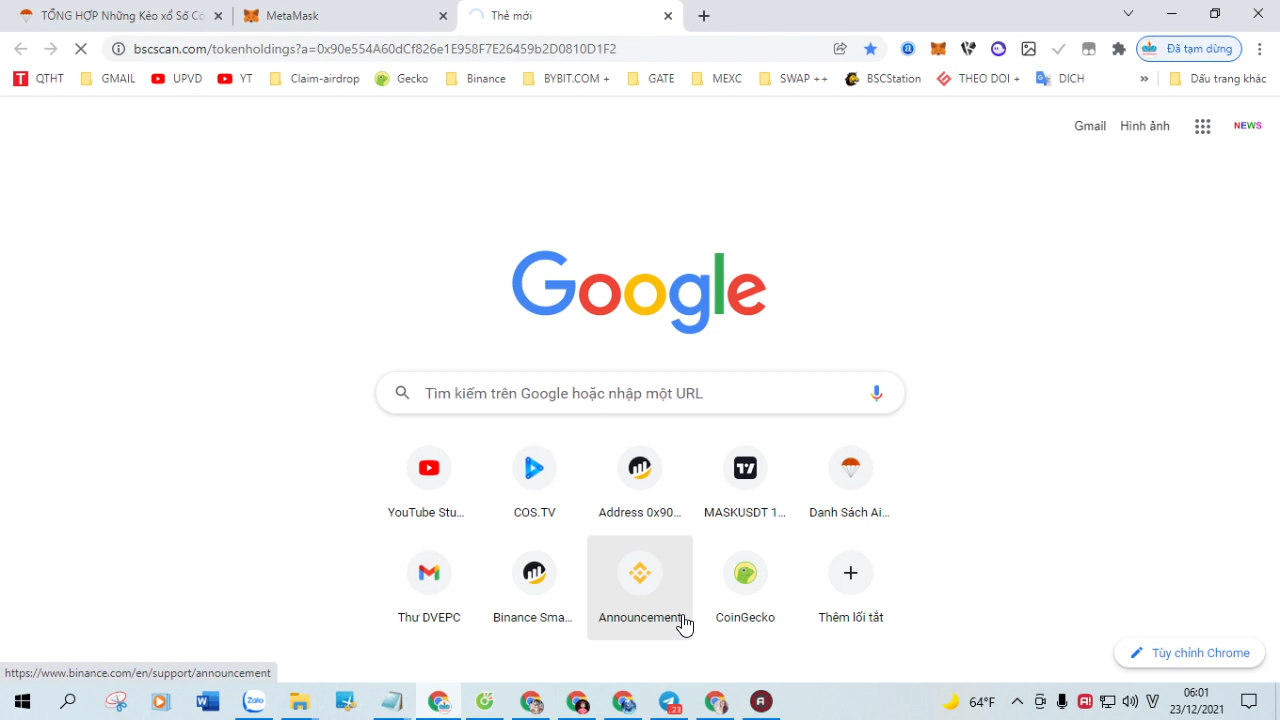 TỔNG HỢP Những Kèo xổ Số Có
MetaMask
Thẻ mới
bscscan.com/tokenholdings?a=0x90e554A60dCf826e1E958F7E26459b2D0810D1F2
Đã tạm dừng
QTHT
GMAIL
UPVD
YT
Claim-airdrop
Gecko
Binance
BYBIT.COM +
GATE
MEXC
SWAP ++
BSCStation
THEO DOI +
DICH
»
Dấu trang khác
Gmail
Hình ảnh
NEWS
Google
Tìm kiếm trên Google hoặc nhập một URL
YouTube Stu...
COS.TV
Address 0x90...
MASKUSDT 1...
Danh Sách Ai...
Thư DVEPC
Binance Sma...
Announcement
CoinGecko
Thêm lối tắt
Tùy chỉnh Chrome
https://www.binance.com/en/support/announcement
Zalo
23
64°F
06:01
23/12/2021